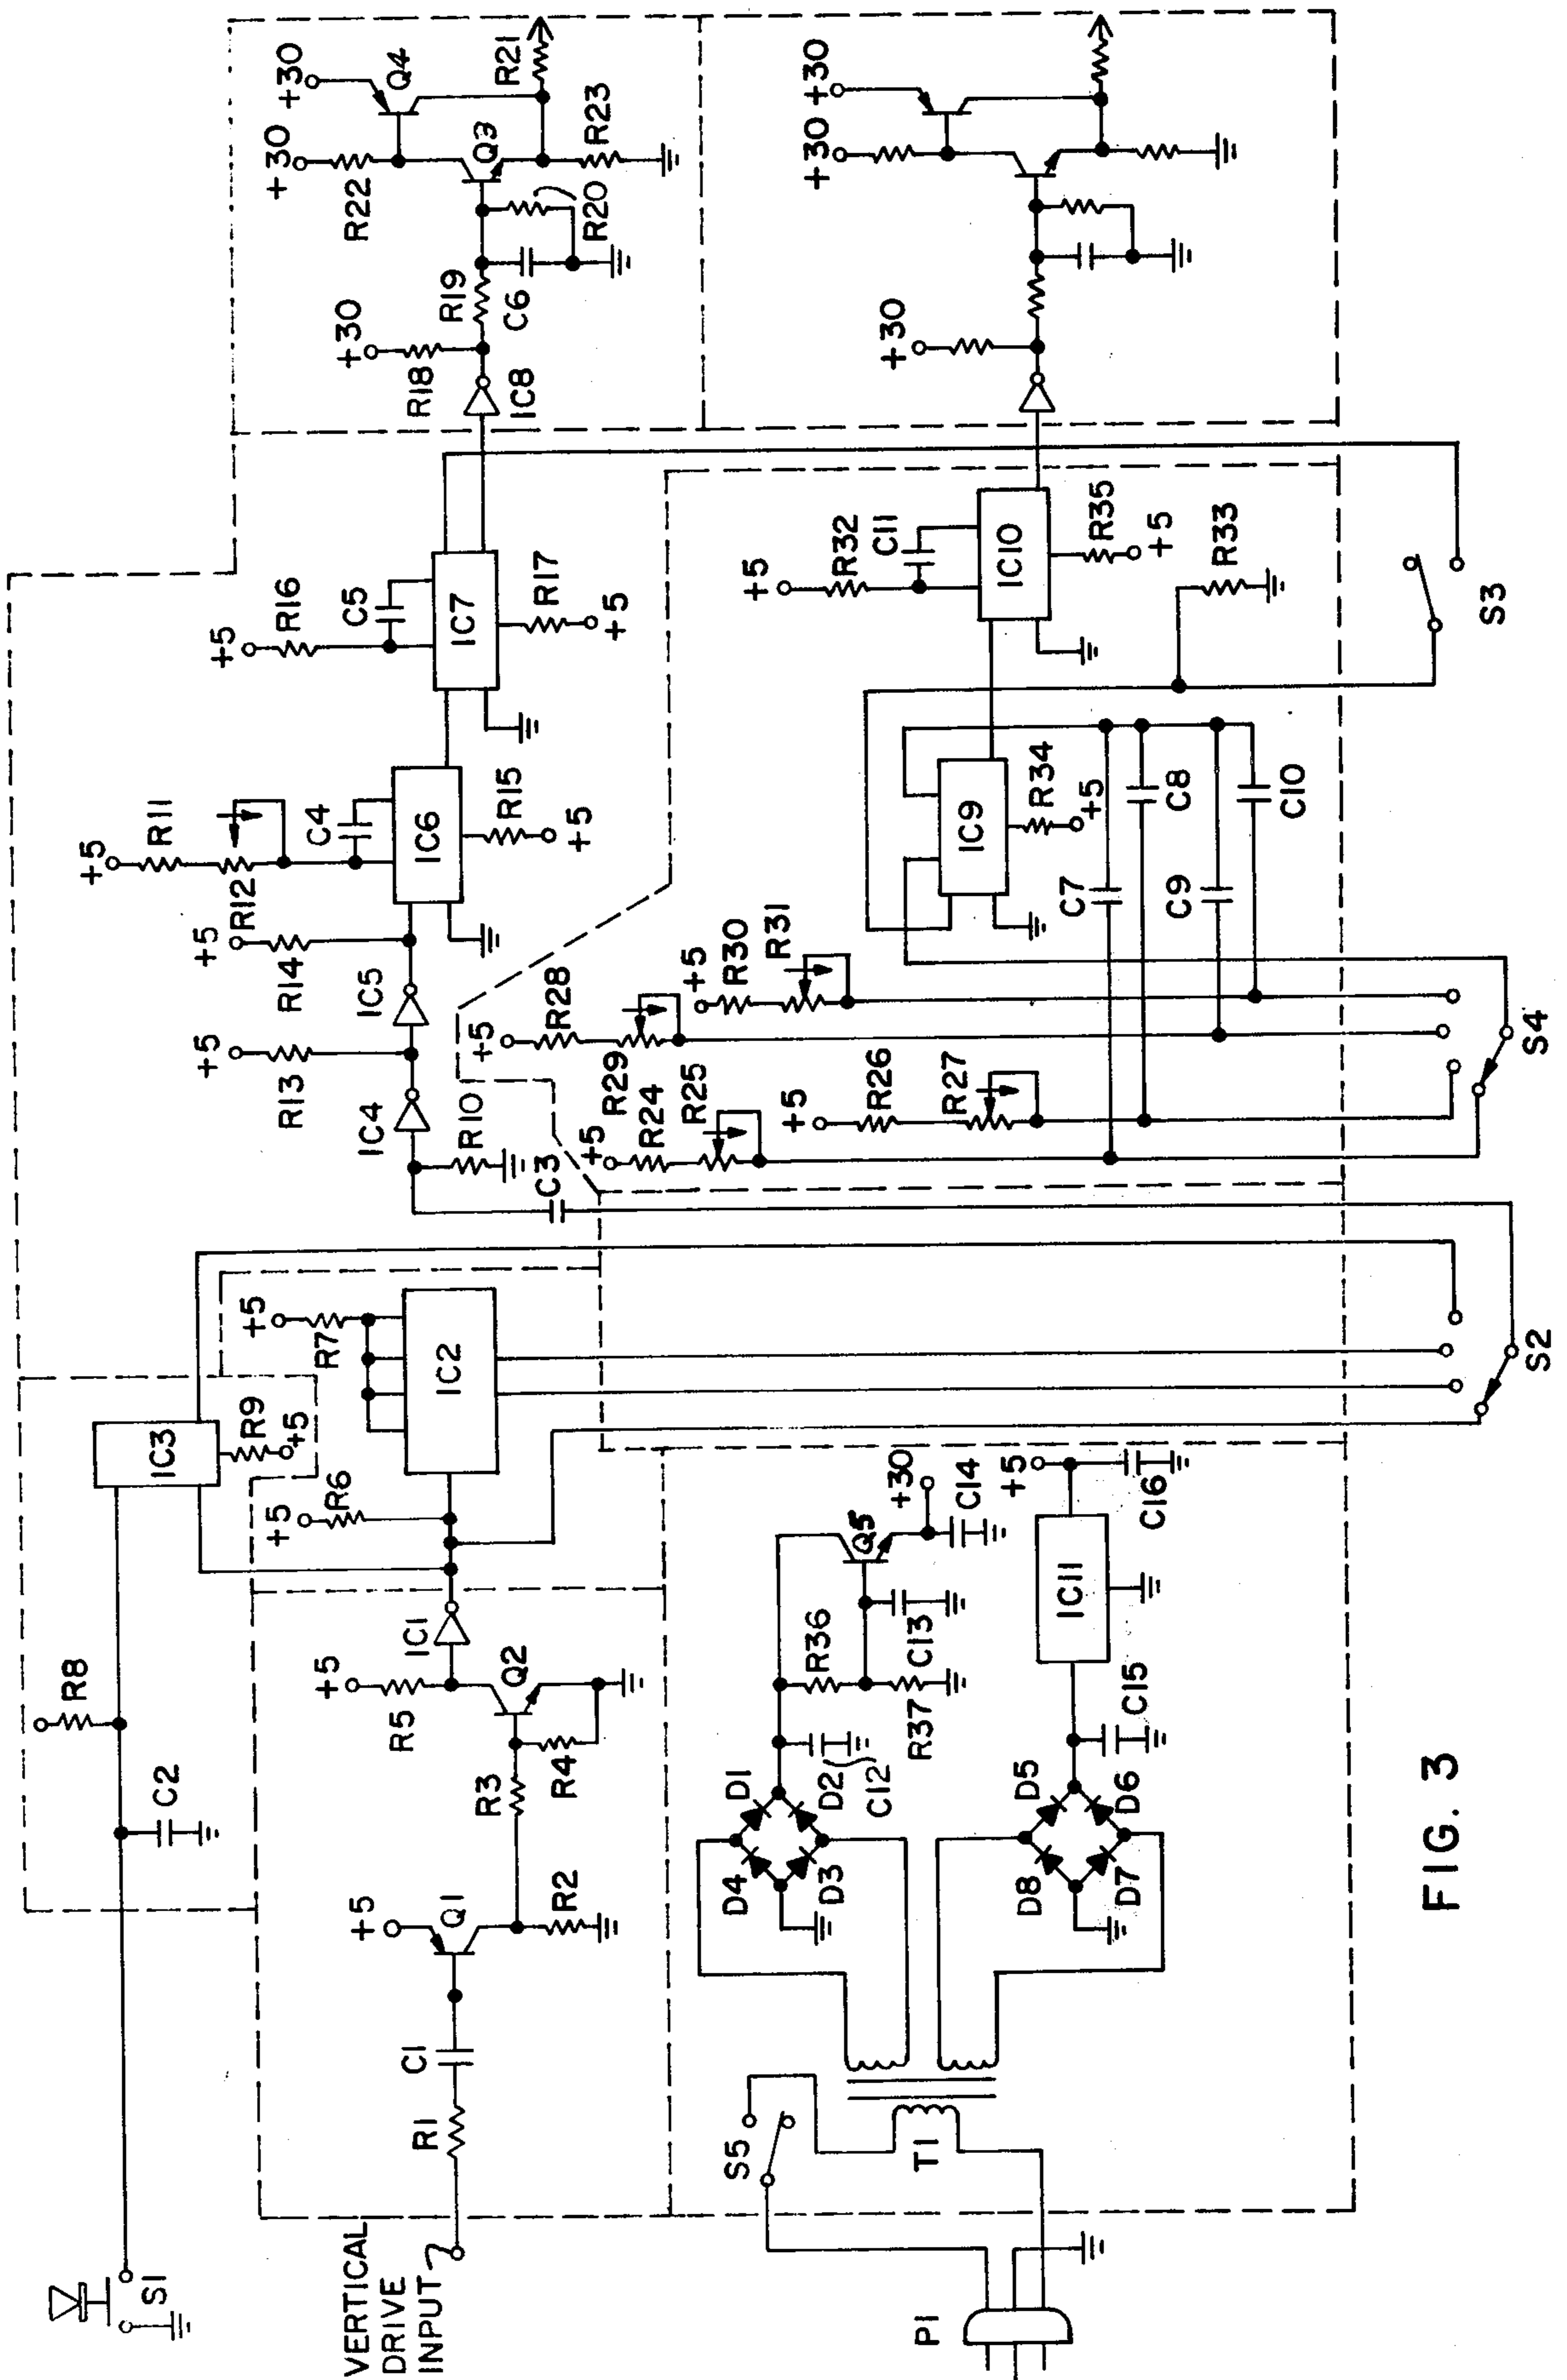 S1
C2
R8
IC3
R9
+5
VERTICAL
DRIVE
INPUT
R1
C1
+5
Q1
R2
R3
R4
+5
R5
Q2
IC1
+5
R6
+5
R7
IC2
C3
R10
IC4
+5
R13
IC5
+5
R14
+5
R11
R12
C4
IC6
R15
+5
+5
R16
C5
IC7
R17
+5
IC8
R18
+30
R19
C6
R20
+30
R22
Q3
+30
Q4
R21
R23
P1
S5
T1
D4
D1
D3
D2
C12
R36
R37
C13
Q5
+30
C14
D8
D5
D7
D6
C15
IC11
+5
C16
S2
+5
R24
R25
+5
R26
R27
+5
R28
R29
+5
R30
R31
C7
C8
C9
C10
IC9
R34
+5
S4
+5
R32
C11
IC10
R35
+5
R33
S3
+30
+30
+30
FIG. 3